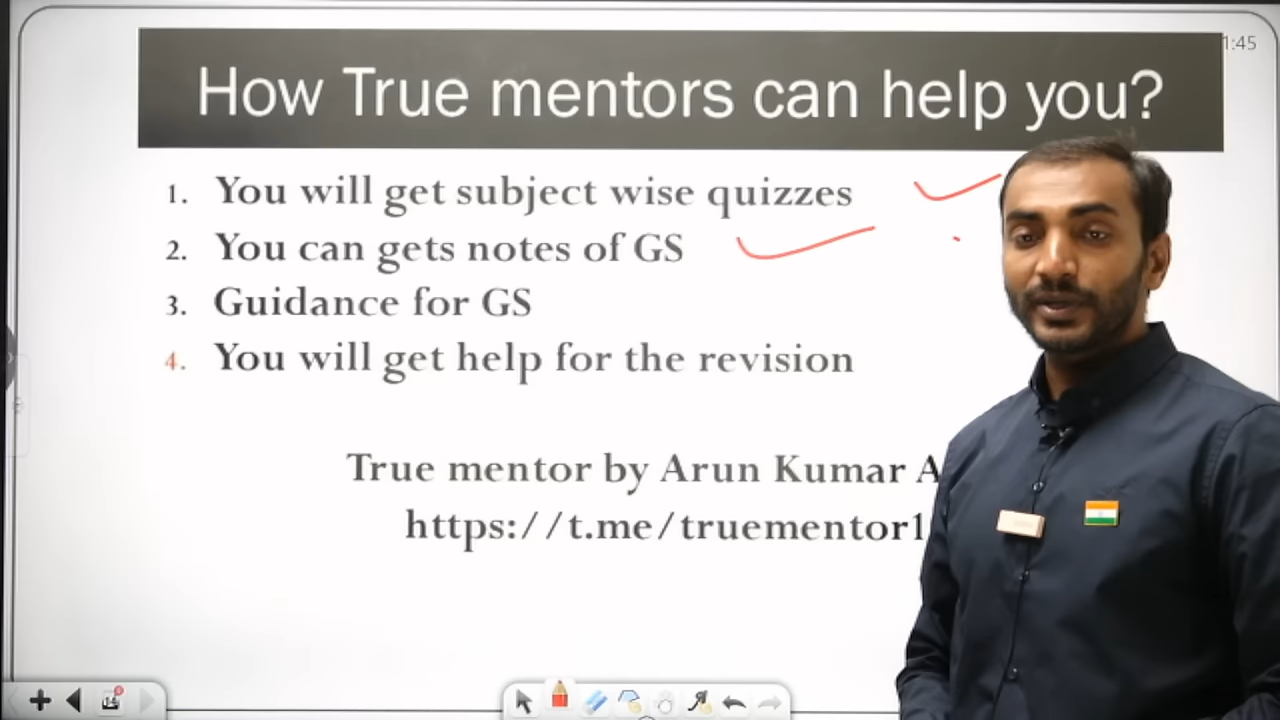 How True mentors can help you?
1:45
1. You will get subject wise quizzes
2. You can gets notes of GS
3. Guidance for GS
4. You will get help for the revision
True mentor by Arun Kumar A
https://t.me/truementor1